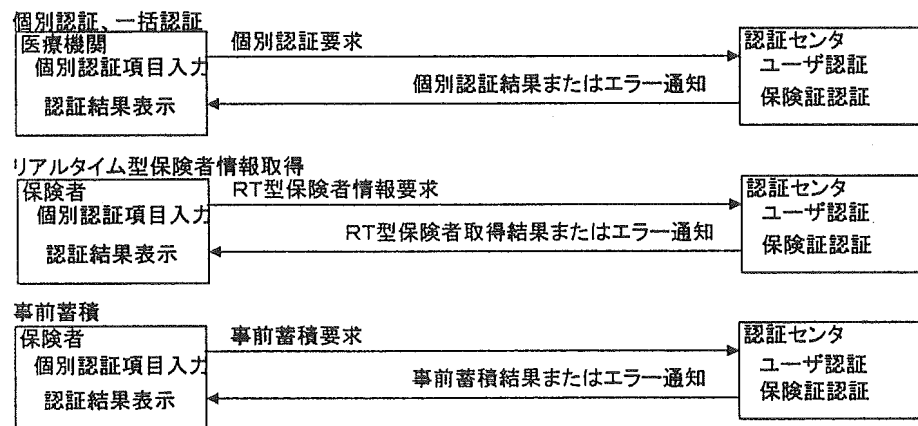 個別認証、一括認証
医療機関
個別認証項目入力
認証結果表示
個別認証要求
個別認証結果またはエラー通知
認証センタ
ユーザ認証
保険証認証
リアルタイム型保険者情報取得
保険者
個別認証項目入力
認証結果表示
RT型保険者情報要求
RT型保険者取得結果またはエラー通知
認証センタ
ユーザ認証
保険証認証
事前蓄積
保険者
個別認証項目入力
認証結果表示
事前蓄積要求
事前蓄積結果またはエラー通知
認証センタ
ユーザ認証
保険証認証